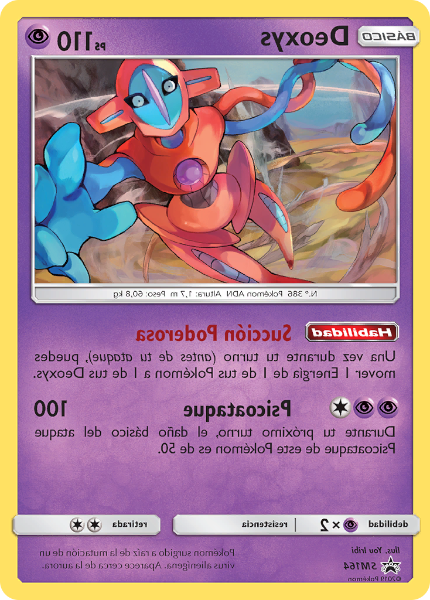 BÁSICO Deoxys PS 110
N.º 386 Pokémon ADN Altura: 1,7 m Peso: 60,8 kg
Habilidad Succión Poderosa
Una vez durante tu turno (antes de tu ataque), puedes
mover 1 Energía de 1 de tus Pokémon a 1 de tus Deoxys.
Psicoataque 100
Durante tu próximo turno, el daño básico del ataque
Psicoataque de este Pokémon es de 50.
debilidad ×2 resistencia retirada
Ilus. You Iribi
SM164
©2019 Pokémon
Pokémon surgido a raíz de la mutación de un
virus alienígena. Aparece cerca de la aurora.